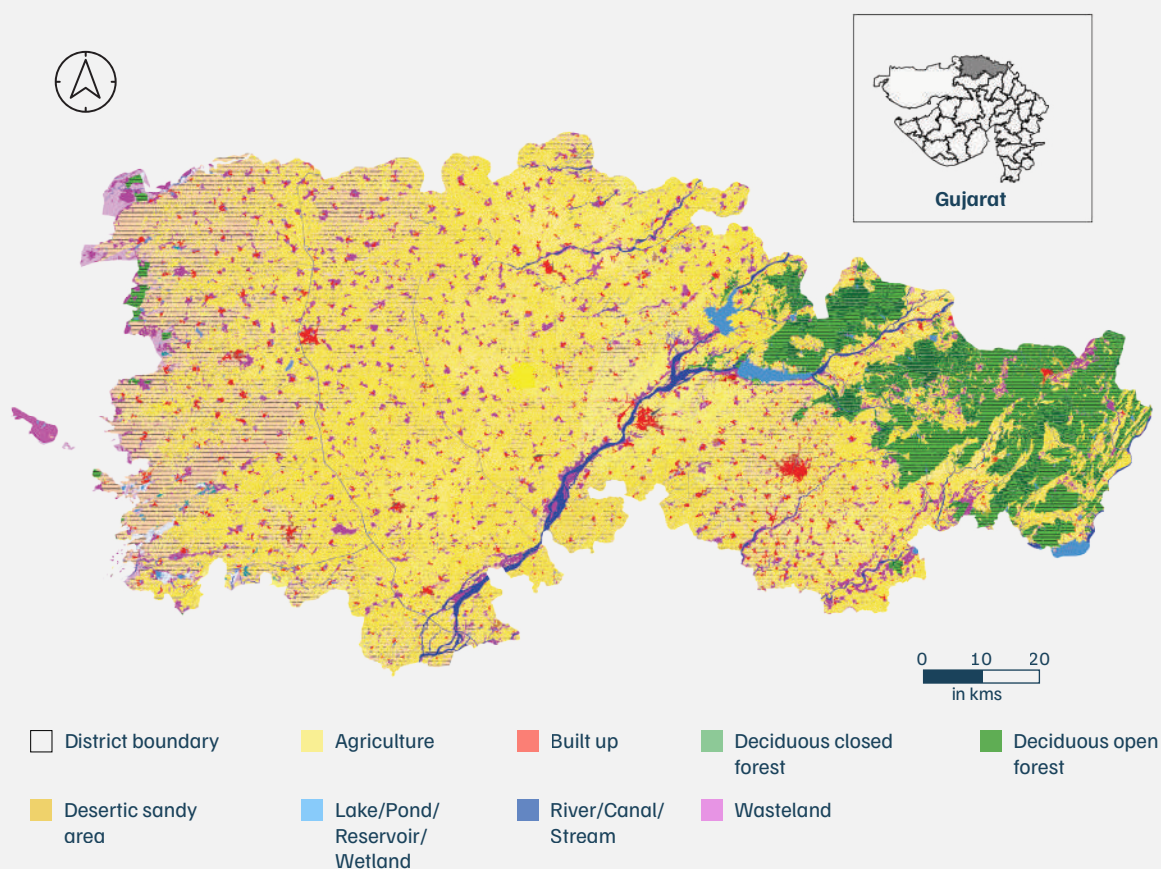 Gujarat
0 10 20
in kms
District boundary
Agriculture
Built up
Deciduous closed
forest
Deciduous open
forest
Desertic sandy
area
Lake/Pond/
Reservoir/
Wetland
River/Canal/
Stream
Wasteland